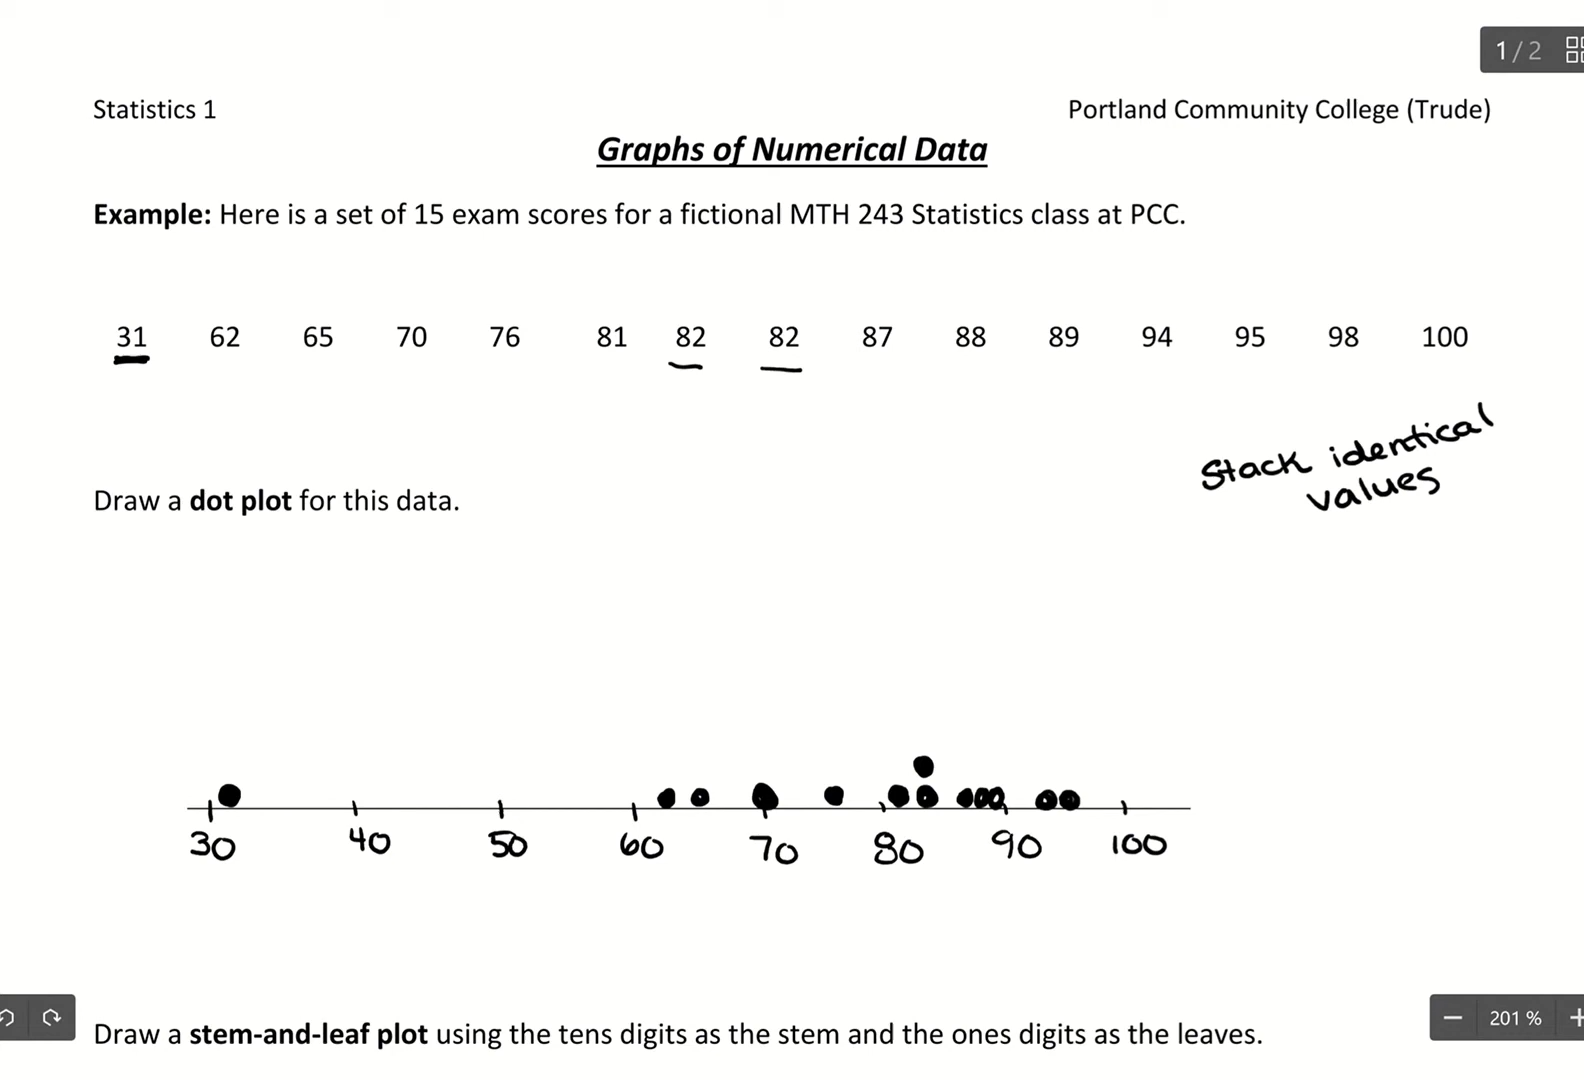 1 / 2
Statistics 1 Portland Community College (Trude)
Graphs of Numerical Data
Example: Here is a set of 15 exam scores for a fictional MTH 243 Statistics class at PCC.
31 62 65 70 76 81 82 82 87 88 89 94 95 98 100
Stack identical
values
Draw a dot plot for this data.
30 40 50 60 70 80 90 100
201 %
Draw a stem-and-leaf plot using the tens digits as the stem and the ones digits as the leaves.